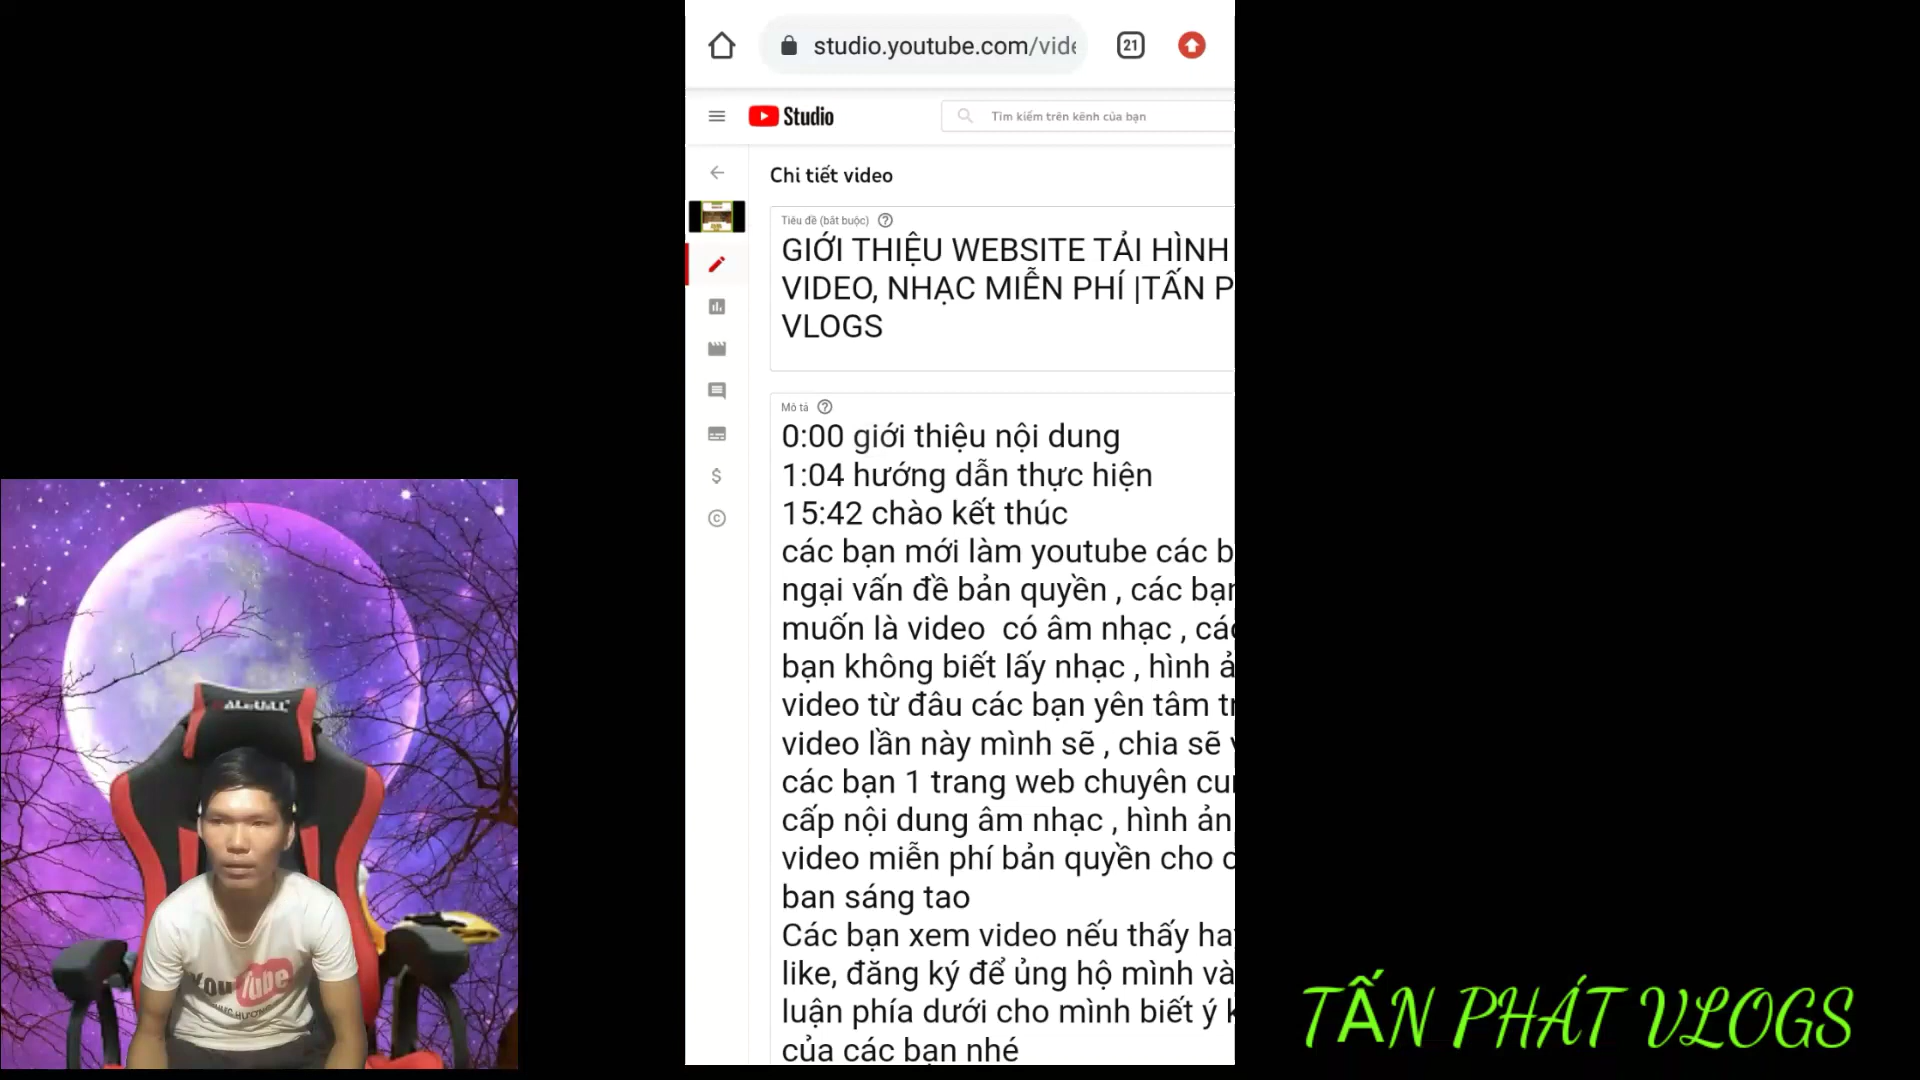 studio.youtube.com/vide
21
Studio
Tìm kiếm trên kênh của bạn
Chi tiết video
Tiêu đề (bắt buộc)
GIỚI THIỆU WEBSITE TẢI HÌNH
VIDEO, NHẠC MIỄN PHÍ |TẤN P
VLOGS
Mô tả
0:00 giới thiệu nội dung
1:04 hướng dẫn thực hiện
15:42 chào kết thúc
các bạn mới làm youtube các b
ngại vấn đề bản quyền , các bạn
muốn là video có âm nhạc , các
bạn không biết lấy nhạc , hình ả
video từ đâu các bạn yên tâm tr
video lần này mình sẽ , chia sẽ v
các bạn 1 trang web chuyên cun
cấp nội dung âm nhạc , hình ản
video miễn phí bản quyền cho c
ban sáng tao
Các bạn xem video nếu thấy hay
like, đăng ký để ủng hộ mình và
luận phía dưới cho mình biết ý k
của các bạn nhé
YouTube
TẤN PHÁT VLOGS